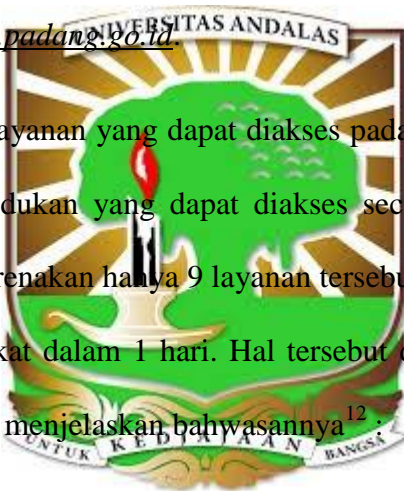 padang.go.id.
UNIVERSITAS ANDALAS
ayanan yang dapat diakses pada
dukan yang dapat diakses sec
renakan hanya 9 layanan tersebu
kat dalam 1 hari. Hal tersebut
menjelaskan bahwasannya12 :
UNTUK KEDJAJAAN BANGSA